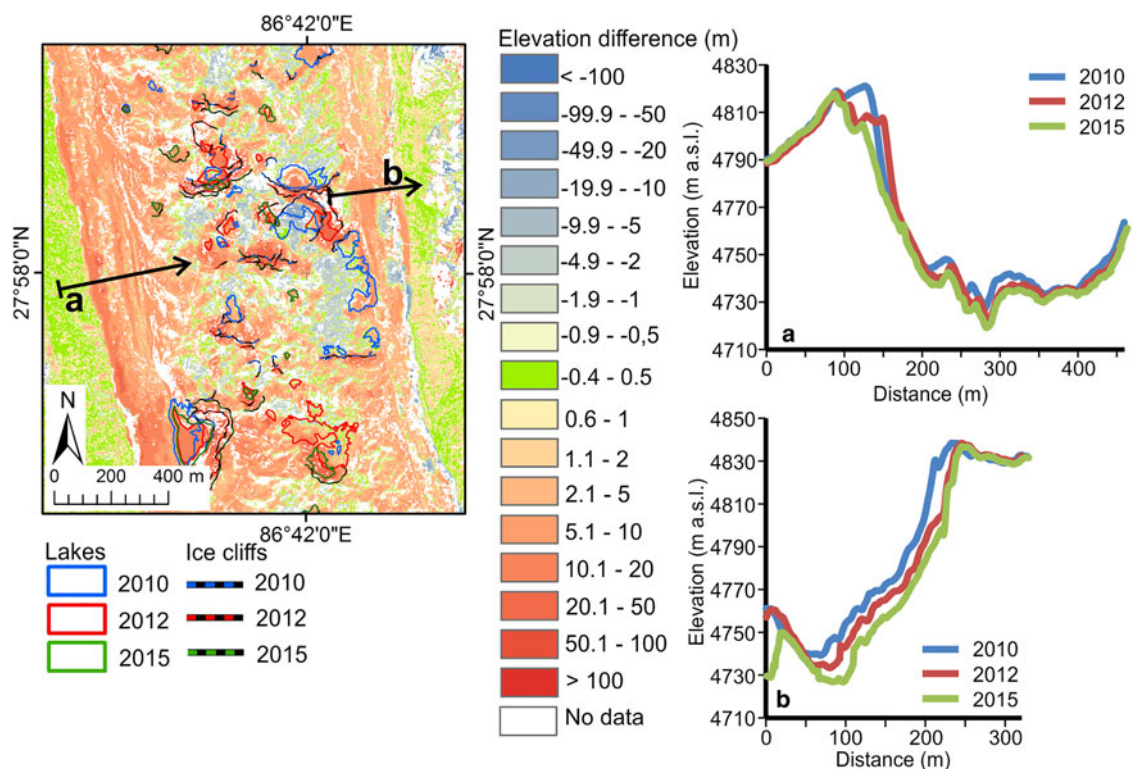 86°42'0"E
27°58'0"N
27°58'0"N
86°42'0"E
a
b
N
0 200 400 m
Lakes
2010
2012
2015
Ice cliffs
2010
2012
2015
Elevation difference (m)
< -100
-99.9 - -50
-49.9 - -20
-19.9 - -10
-9.9 - -5
-4.9 - -2
-1.9 - -1
-0.9 - -0,5
-0.4 - 0.5
0.6 - 1
1.1 - 2
2.1 - 5
5.1 - 10
10.1 - 20
20.1 - 50
50.1 - 100
> 100
No data
4830
4810
4790
4770
4750
4730
4710
Elevation (m a.s.l.)
2010
2012
2015
a
0 100 200 300 400
Distance (m)
4850
4830
4810
4790
4770
4750
4730
4710
Elevation (m a.s.l.)
2010
2012
2015
b
0 100 200 300
Distance (m)